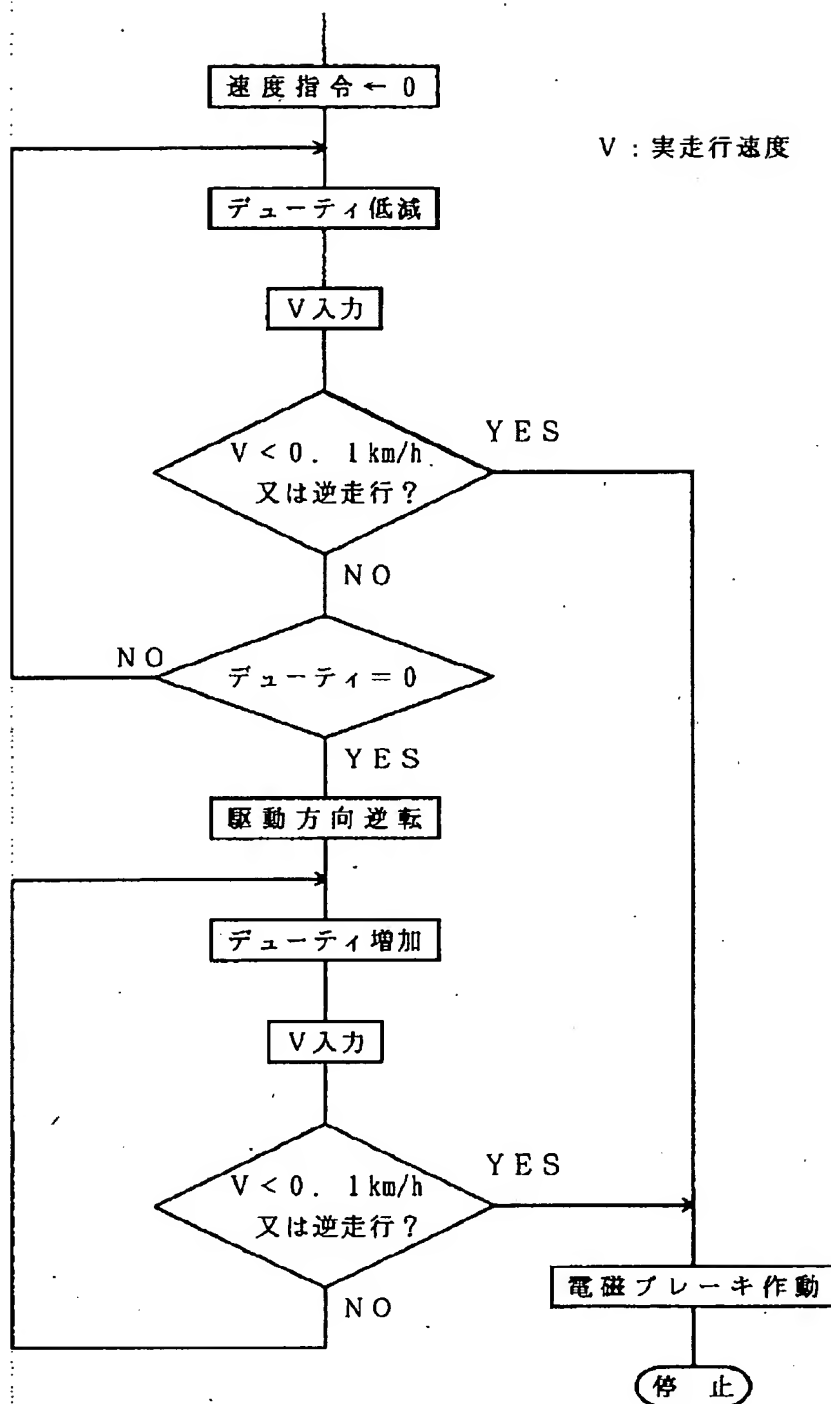 速度指令←0
V:実走行速度
デューティ低減
V入力
V<0.1km/h
又は逆走行?
YES
NO
デューティ=0
NO
YES
駆動方向逆転
デューティ増加
V入力
V<0.1km/h
又は逆走行?
YES
NO
電磁ブレーキ作動
停止